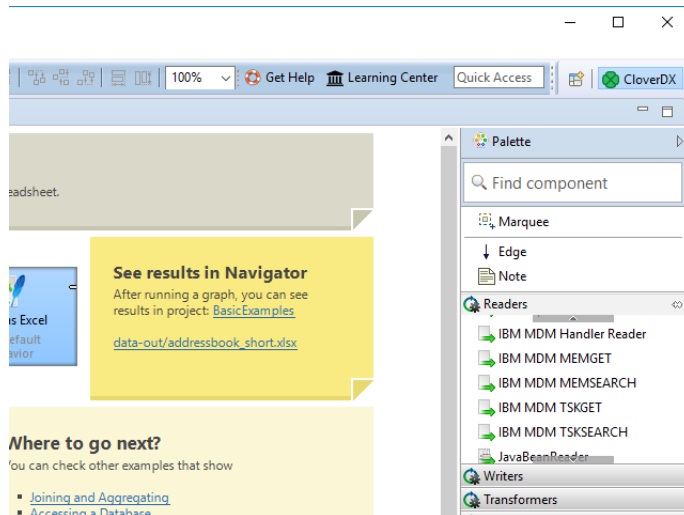 100%
Get Help
Learning Center
Quick Access
CloverDX
Palette
Find component
Marquee
Edge
Note
Readers
IBM MDM Handler Reader
IBM MDM MEMGET
IBM MDM MEMSEARCH
IBM MDM TSKGET
IBM MDM TSKSEARCH
JavaBeanReader
Writers
Transformers
eadsheet.
See results in Navigator
After running a graph, you can see
results in project: BasicExamples
data-out/addressbook_short.xlsx
s Excel
efault
avior
Where to go next?
You can check other examples that show
Joining and Aggregating
Accessing a Database